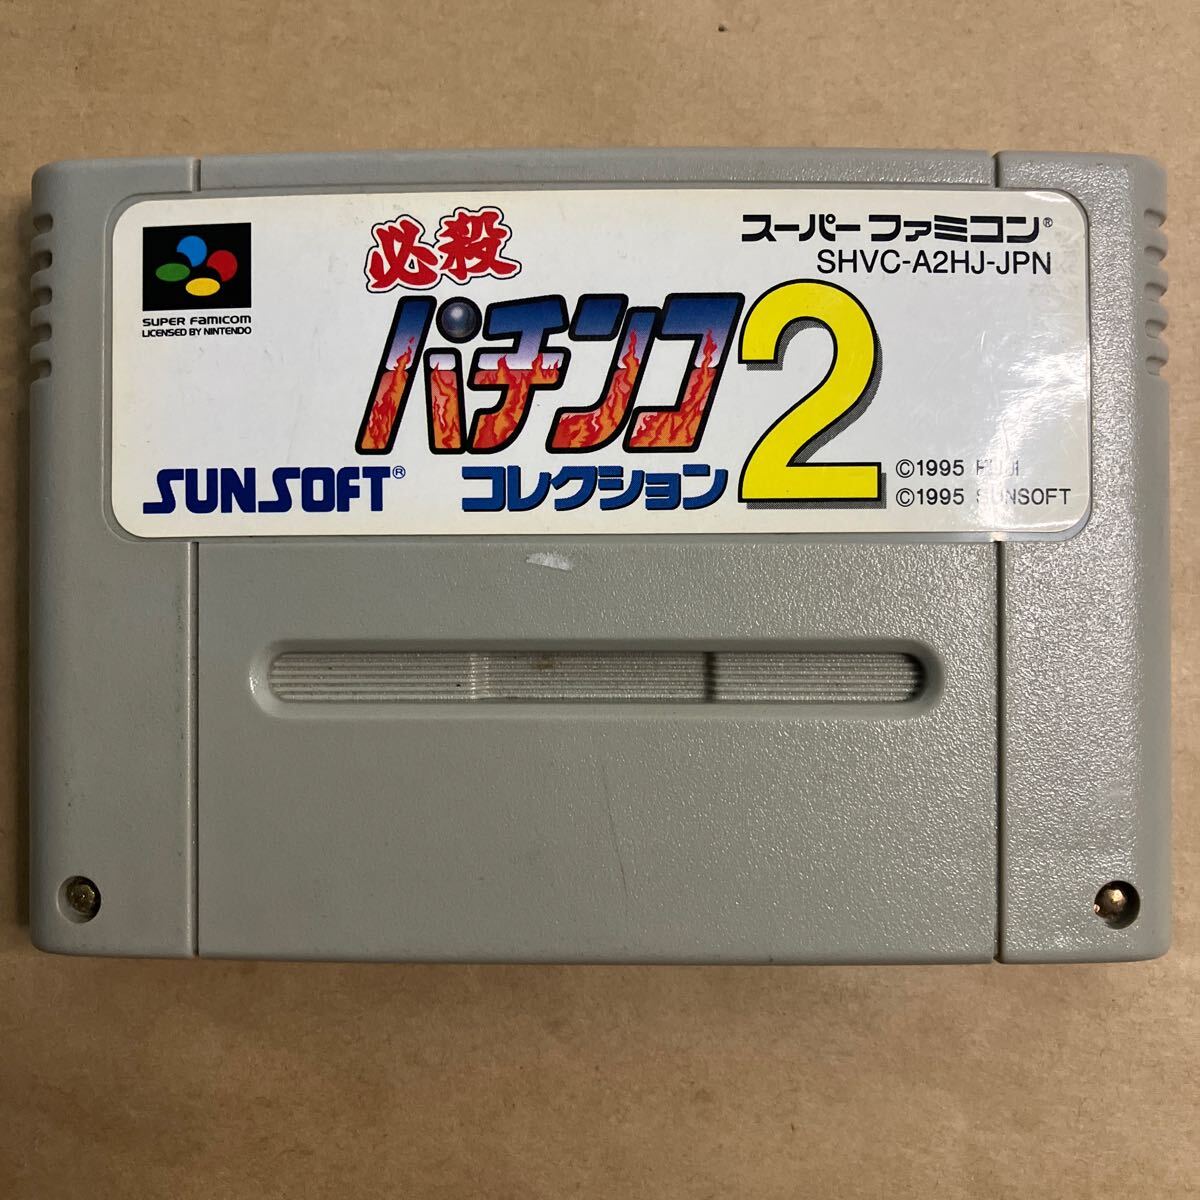 SUPER FAMICOM
LICENSED BY NINTENDO
必殺
パチンコ
コレクション
2
スーパーファミコン®
SHVC-A2HJ-JPN
SUNSOFT®
©1995 FUJI
©1995 SUNSOFT